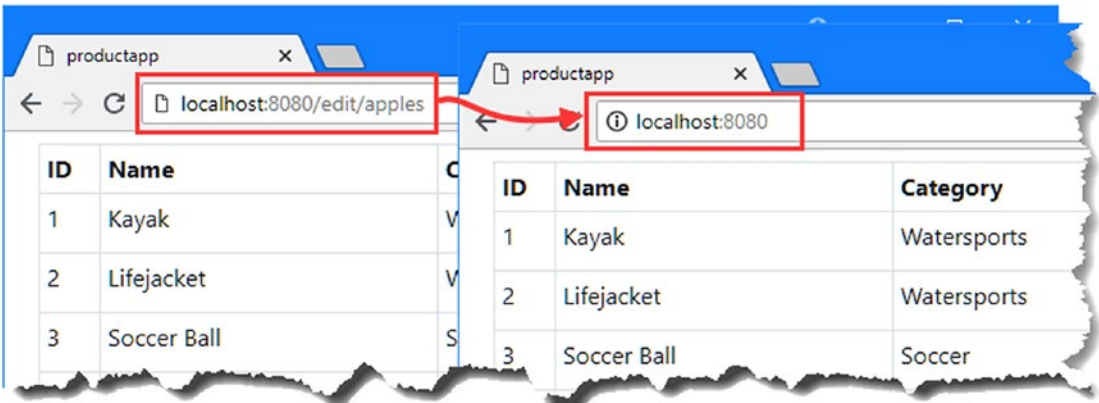 productapp
localhost:8080/edit/apples
ID Name C
1 Kayak
2 Lifejacket
3 Soccer Ball S
productapp
localhost:8080
ID Name Category
1 Kayak Watersports
2 Lifejacket Watersports
3 Soccer Ball Soccer